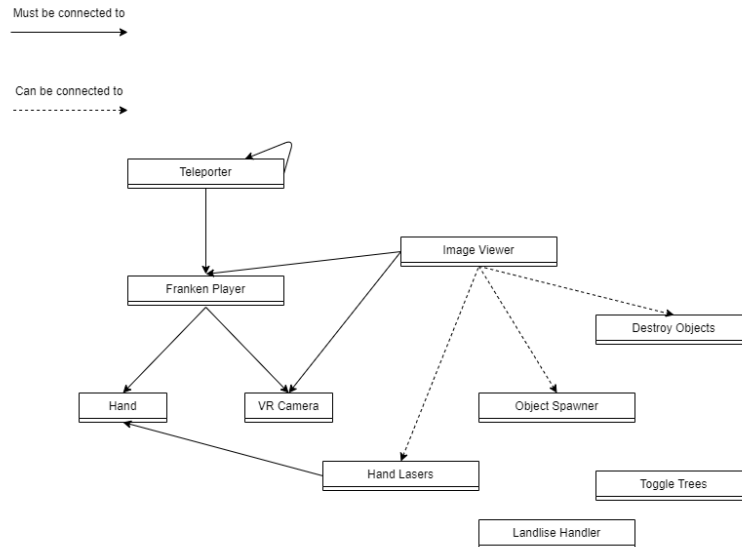 Must be connected to
Can be connected to
Teleporter
Image Viewer
Franken Player
Destroy Objects
Hand
VR Camera
Object Spawner
Hand Lasers
Toggle Trees
Landlise Handler